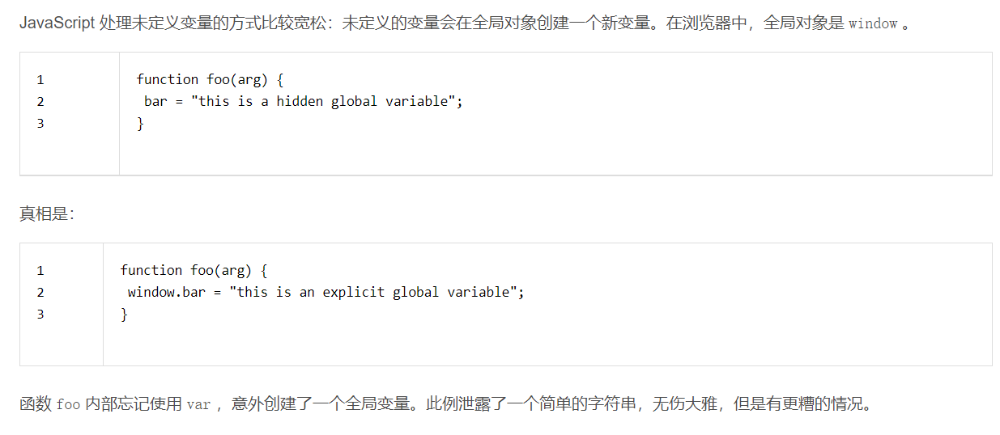 JavaScript 处理未定义变量的方式比较宽松：未定义的变量会在全局对象创建一个新变量。在浏览器中，全局对象是 window 。
1 function foo(arg) {
2 bar = "this is a hidden global variable";
3 }
真相是：
1 function foo(arg) {
2 window.bar = "this is an explicit global variable";
3 }
函数 foo 内部忘记使用 var ，意外创建了一个全局变量。此例泄露了一个简单的字符串，无伤大雅，但是有更糟的情况。